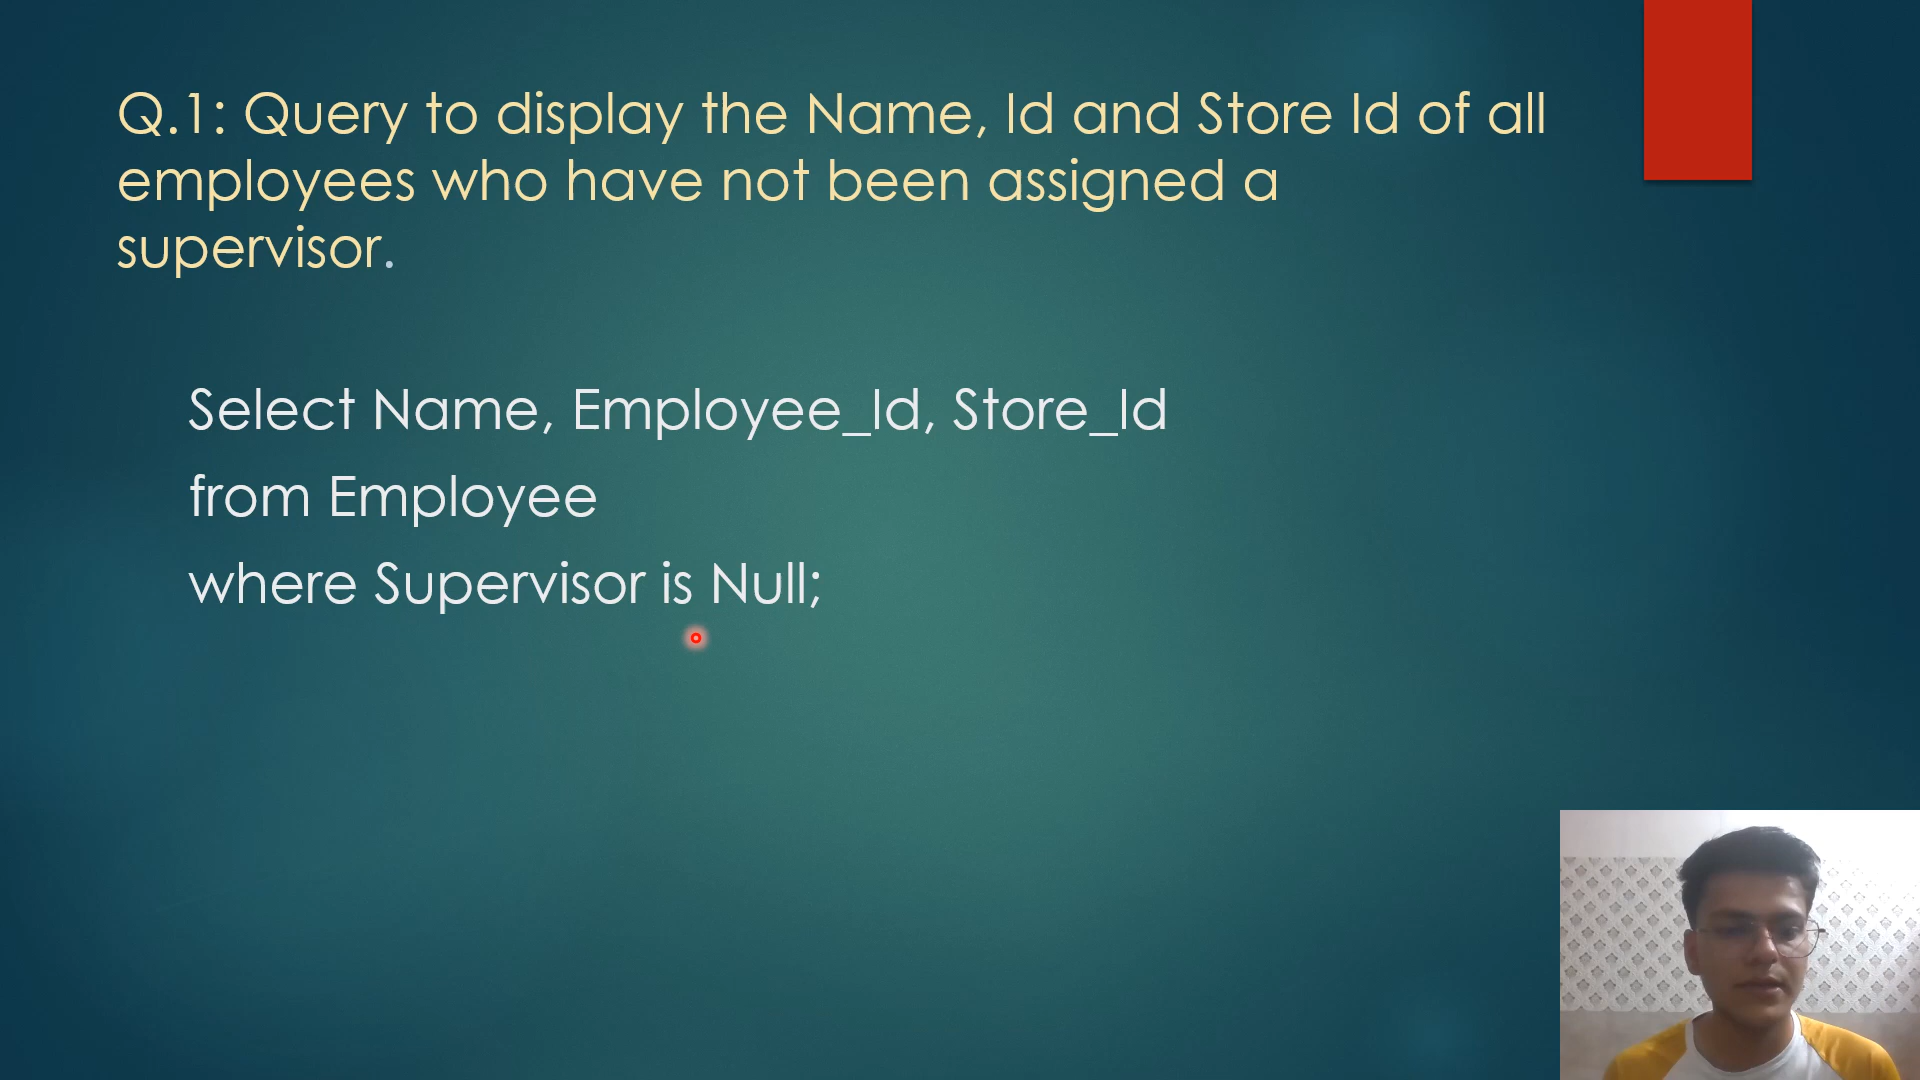 Q.1: Query to display the Name, Id and Store Id of all
employees who have not been assigned a
supervisor.
Select Name, Employee_Id, Store_Id
from Employee
where Supervisor is Null;